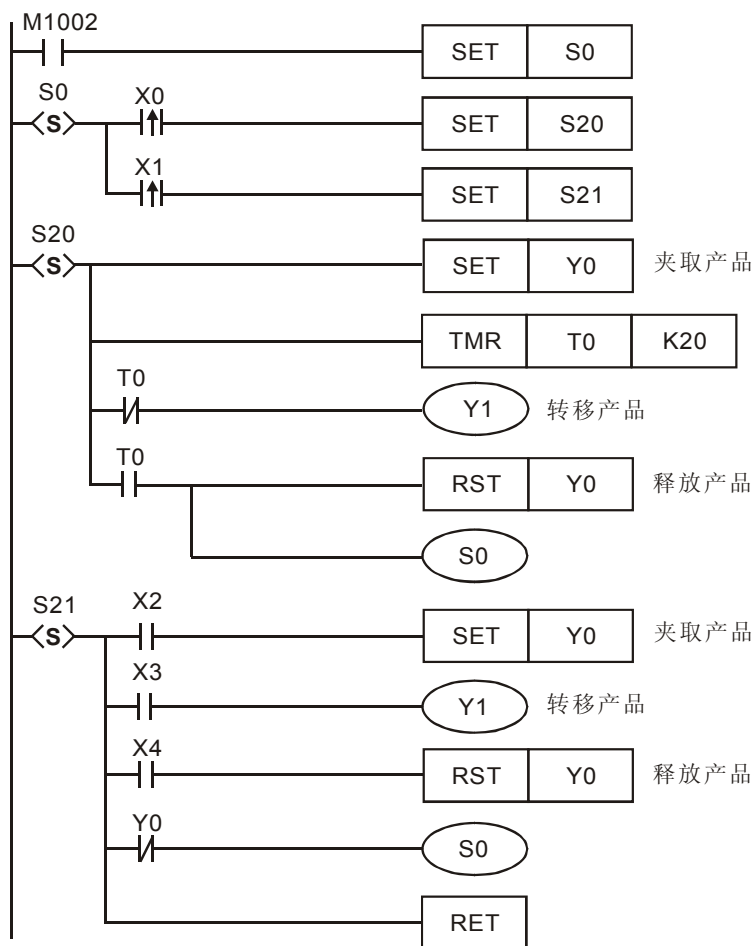 M1002
SET S0
S0
S
X0
SET S20
X1
SET S21
S20
S
SET Y0 夹取产品
TMR T0 K20
T0
Y1 转移产品
T0
RST Y0 释放产品
S0
S21
S
X2
SET Y0 夹取产品
X3
Y1 转移产品
X4
RST Y0 释放产品
Y0
S0
RET